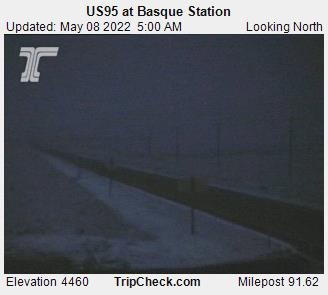 US95 at Basque Station
Updated: May 08 2022 5:00 AM Looking North
Elevation 4460 TripCheck.com Milepost 91.62